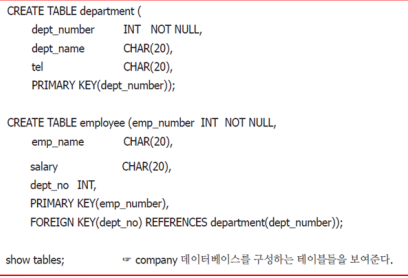 CREATE TABLE department (
dept_number INT NOT NULL,
dept_name CHAR(20),
tel CHAR(20),
PRIMARY KEY(dept_number));
CREATE TABLE employee (emp_number INT NOT NULL,
emp_name CHAR(20),
salary CHAR(20),
dept_no INT,
PRIMARY KEY(emp_number),
FOREIGN KEY(dept_no) REFERENCES department(dept_number));
show tables; ☞ company 데이터베이스를 구성하는 테이블들을 보여준다.